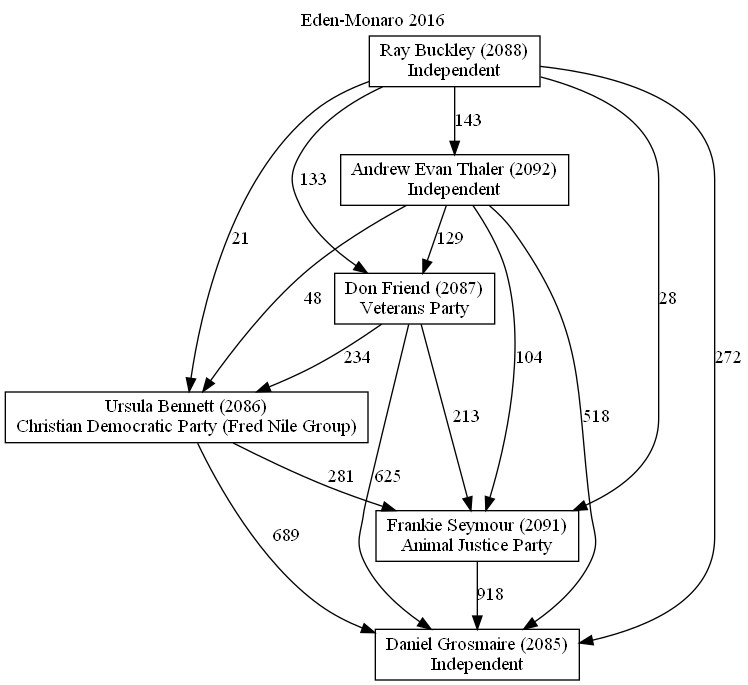 Eden-Monaro 2016
Ray Buckley (2088)
Independent
143
Andrew Evan Thaler (2092)
Independent
133
21
129
48
Don Friend (2087)
Veterans Party
28
234
104
272
Ursula Bennett (2086)
Christian Democratic Party (Fred Nile Group)
213
518
281
625
Frankie Seymour (2091)
Animal Justice Party
689
918
Daniel Grosmaire (2085)
Independent